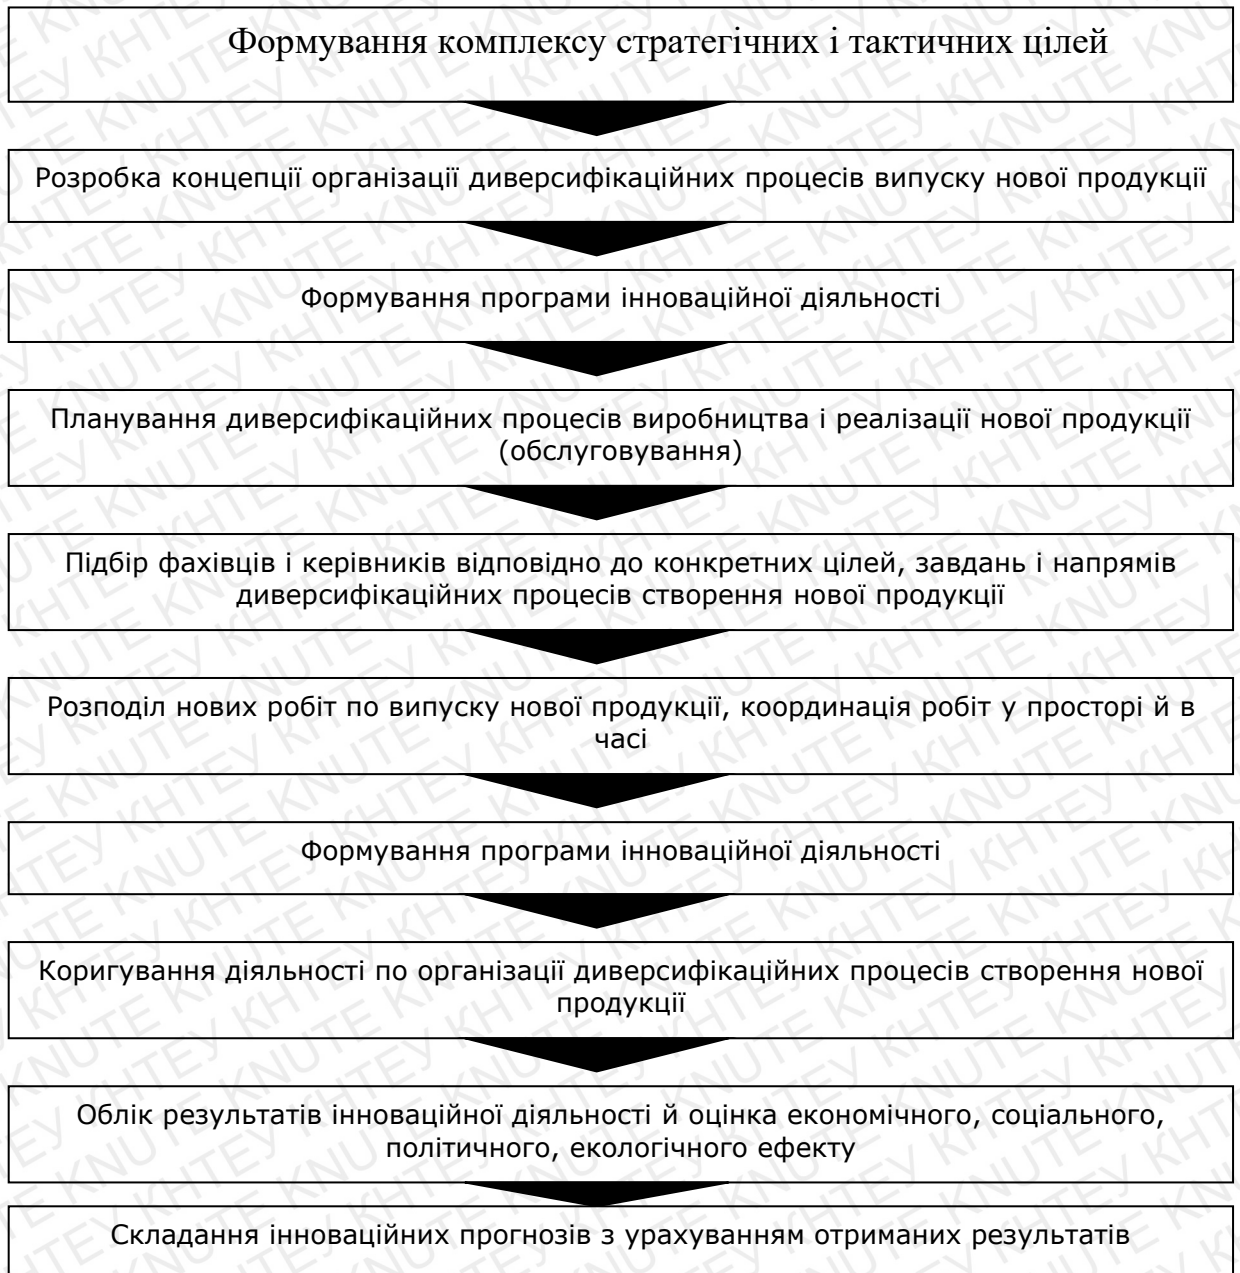 Формування комплексу стратегічних і тактичних цілей
Розробка концепції організації диверсифікаційних процесів випуску нової продукції
Формування програми інноваційної діяльності
Планування диверсифікаційних процесів виробництва і реалізації нової продукції
(обслуговування)
Підбір фахівців і керівників відповідно до конкретних цілей, завдань і напрямів
диверсифікаційних процесів створення нової продукції
Розподіл нових робіт по випуску нової продукції, координація робіт у просторі й в
часі
Формування програми інноваційної діяльності
Коригування діяльності по організації диверсифікаційних процесів створення нової
продукції
Облік результатів інноваційної діяльності й оцінка економічного, соціального,
політичного, екологічного ефекту
Складання інноваційних прогнозів з урахуванням отриманих результатів